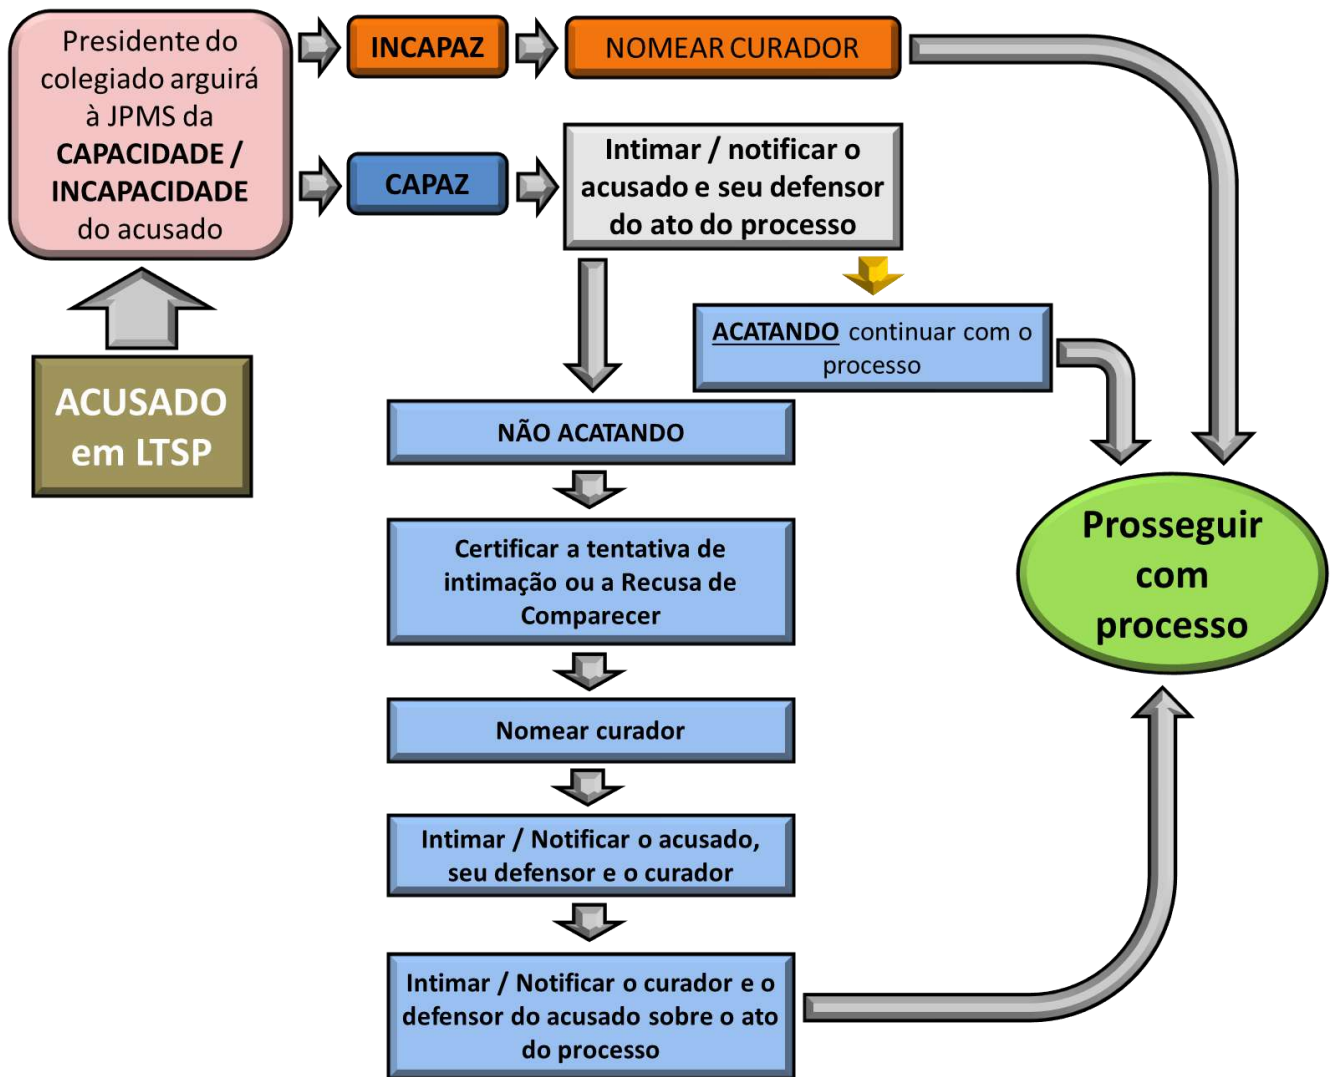 Presidente do
colegiado arguirá
à JPMS da
CAPACIDADE /
INCAPACIDADE
do acusado
INCAPAZ
NOMEAR CURADOR
CAPAZ
Intimar / notificar o
acusado e seu defensor
do ato do processo
ACATANDO continuar com o
processo
ACUSADO
em LTSP
NÃO ACATANDO
Certificar a tentativa de
intimação ou a Recusa de
Comparecer
Nomear curador
Intimar / Notificar o acusado,
seu defensor e o curador
Intimar / Notificar o curador e o
defensor do acusado sobre o ato
do processo
Prosseguir
com
processo